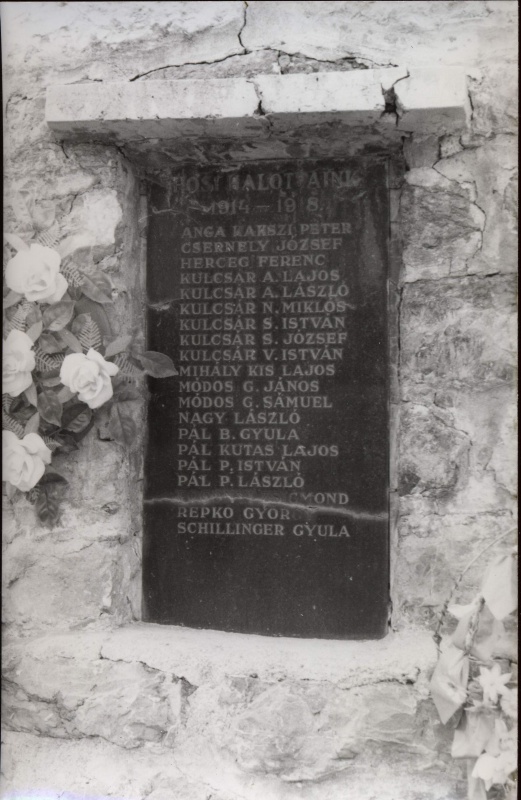 HŐSI HALOTTAINK
1914-1918.
ANGA KARSZI PÉTER
CSERNELY JÓZSEF
HERCEG FERENC
KULCSÁR A. LAJOS
KULCSÁR A. LÁSZLÓ
KULCSÁR N. MIKLÓS
KULCSÁR S. ISTVÁN
KULCSÁR S. JÓZSEF
KULCSÁR V. ISTVÁN
MIHÁLY KIS LAJOS
MÓDOS G. JÁNOS
MÓDOS G. SÁMUEL
NAGY LÁSZLÓ
PÁL B. GYULA
PÁL KUTAS LAJOS
PÁL P. ISTVÁN
PÁL P. LÁSZLÓ
REPKÓ
SCHILLINGER GYULA